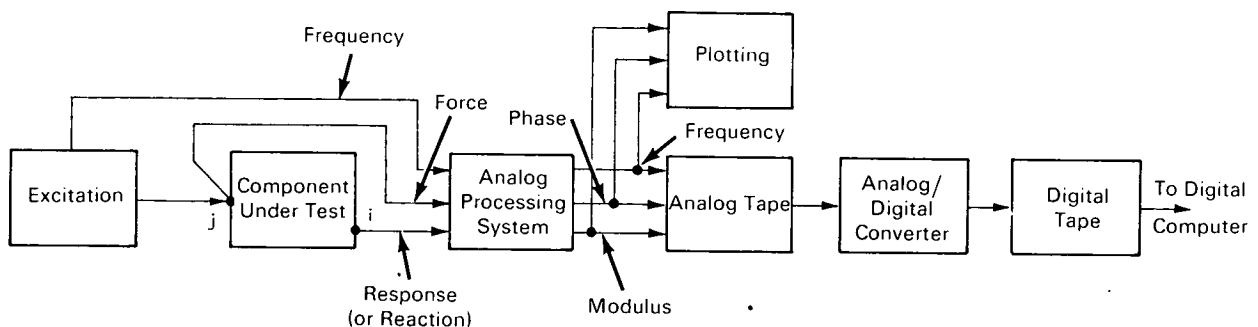 Frequency
Plotting
Force
Phase
Frequency
Excitation
j
Component
Under Test
i
Analog
Processing
System
Analog Tape
Analog/
Digital
Converter
Digital
Tape
To Digital
Computer
Response
(or Reaction)
Modulus